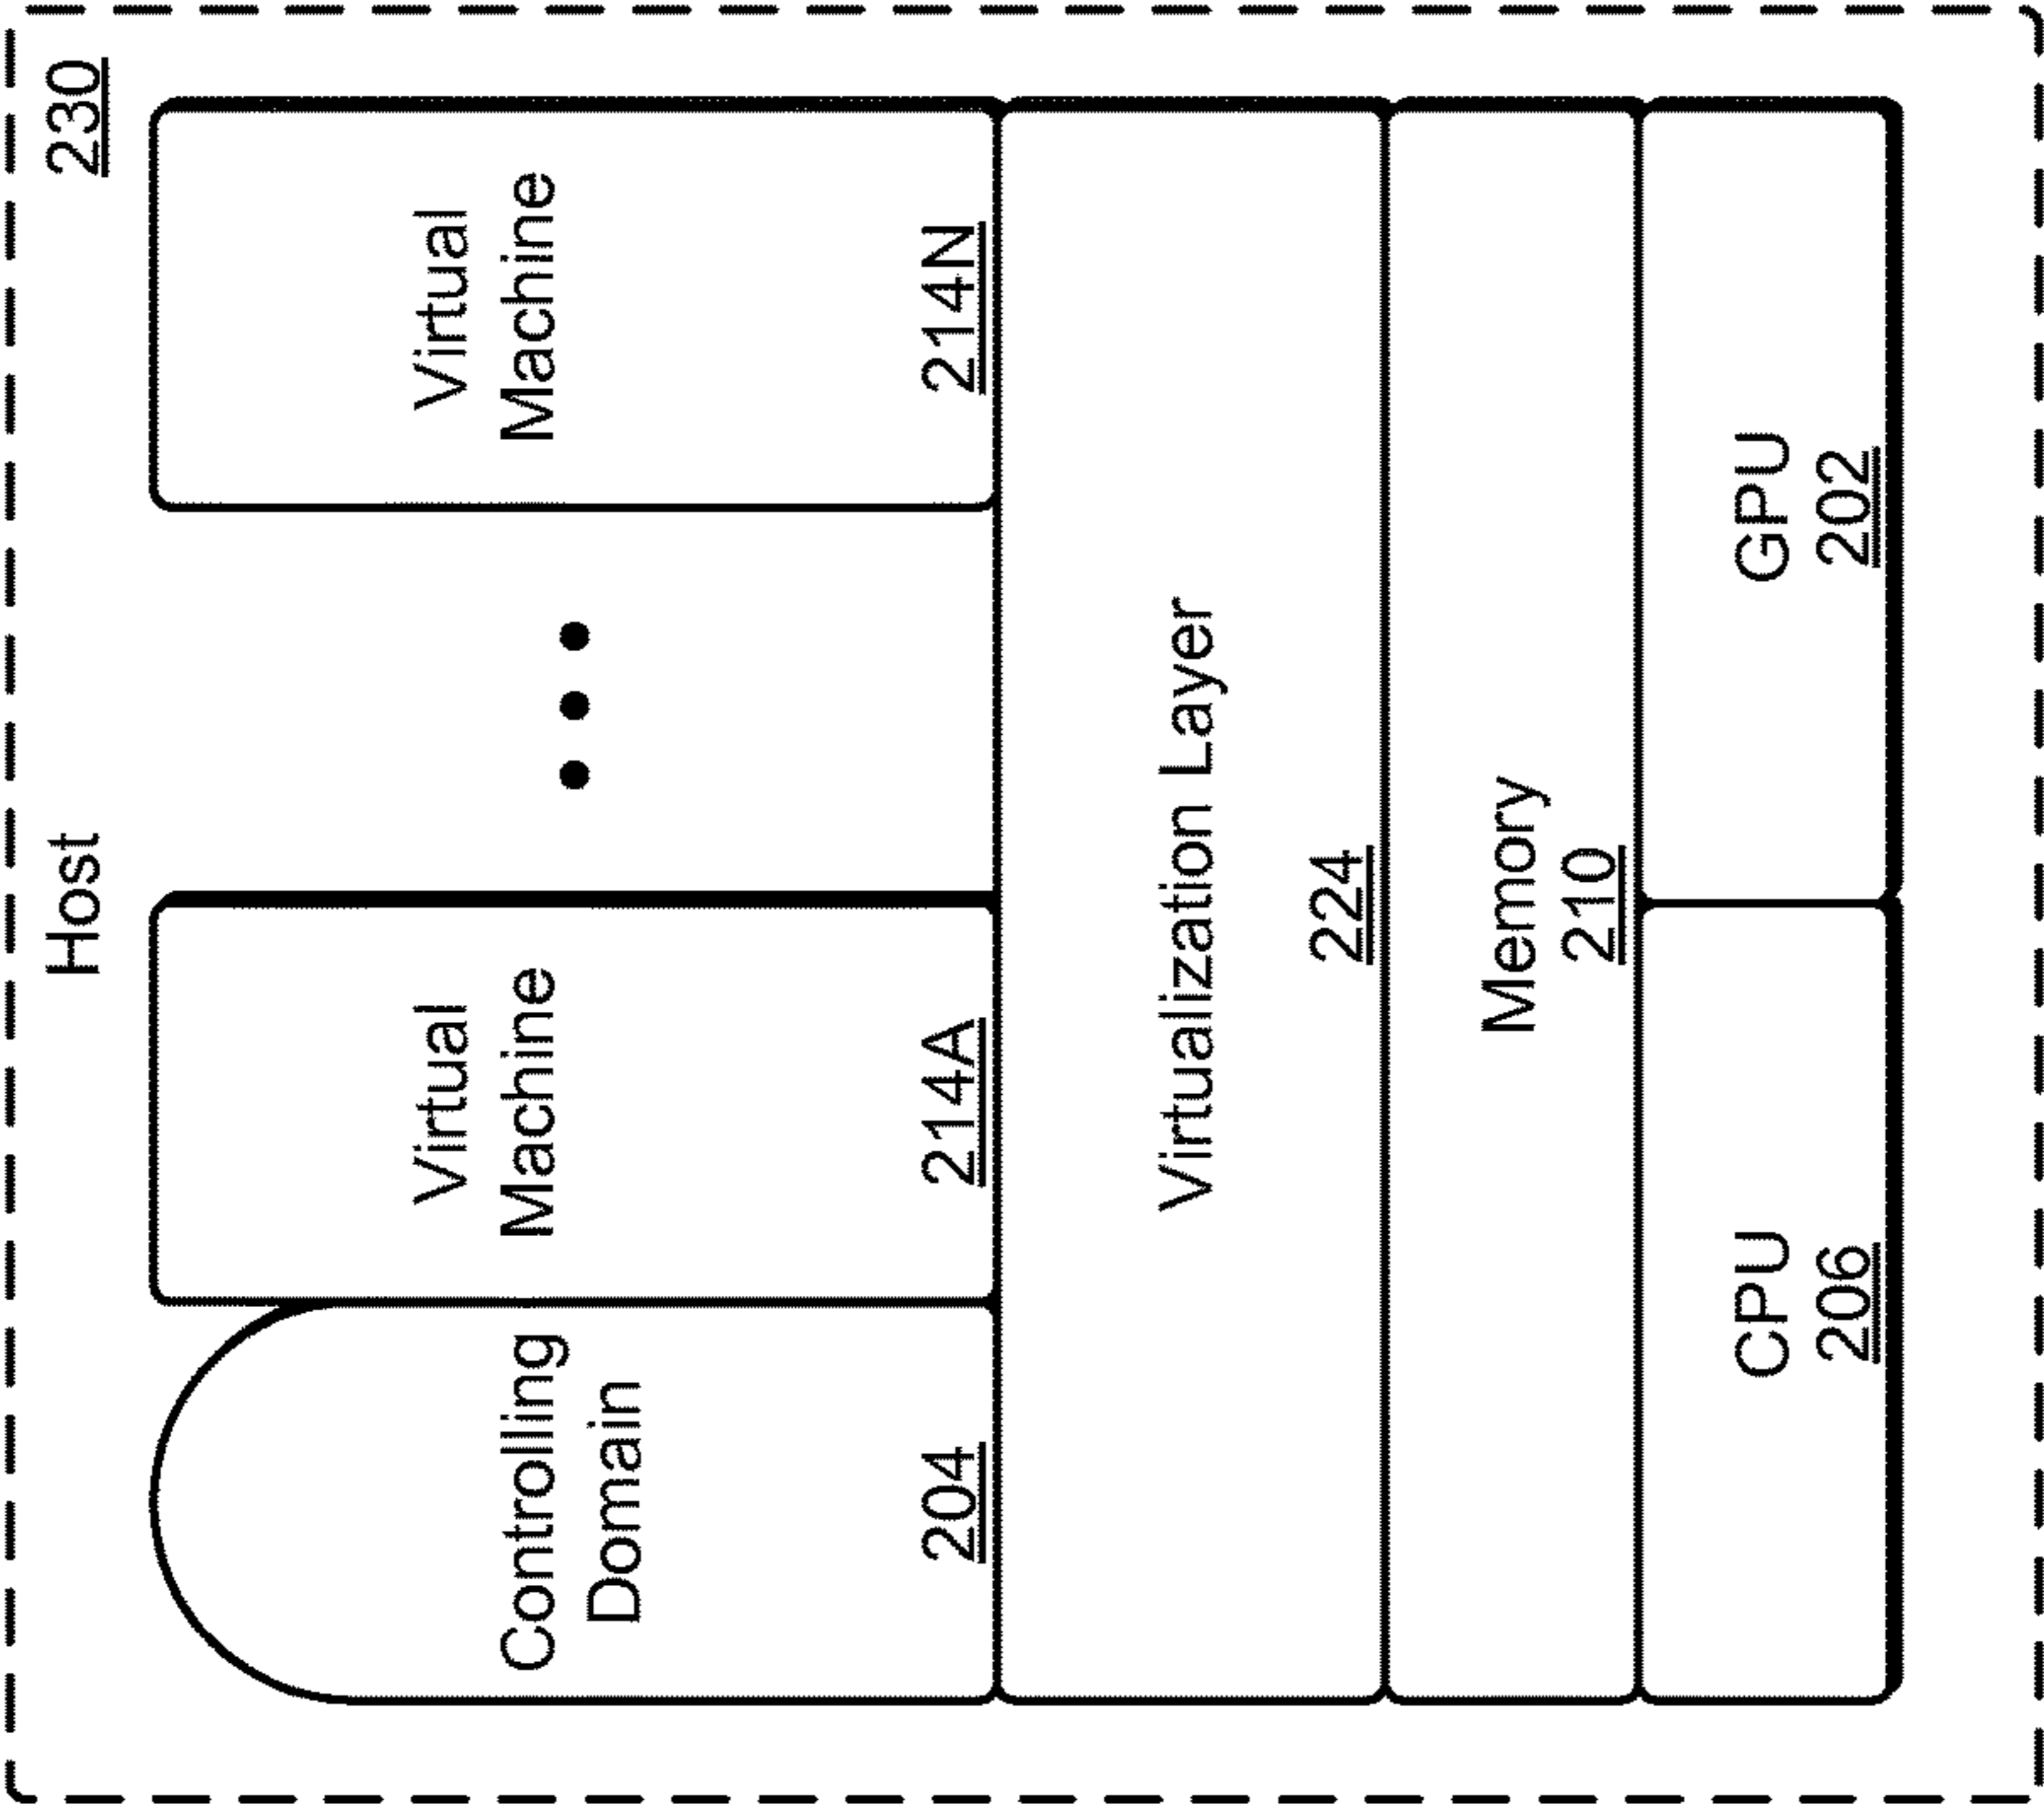 Host
230
Controlling
Domain
204
Virtual
Machine
214A
Virtual
Machine
214N
Virtualization Layer
224
Memory
210
CPU
206
GPU
202